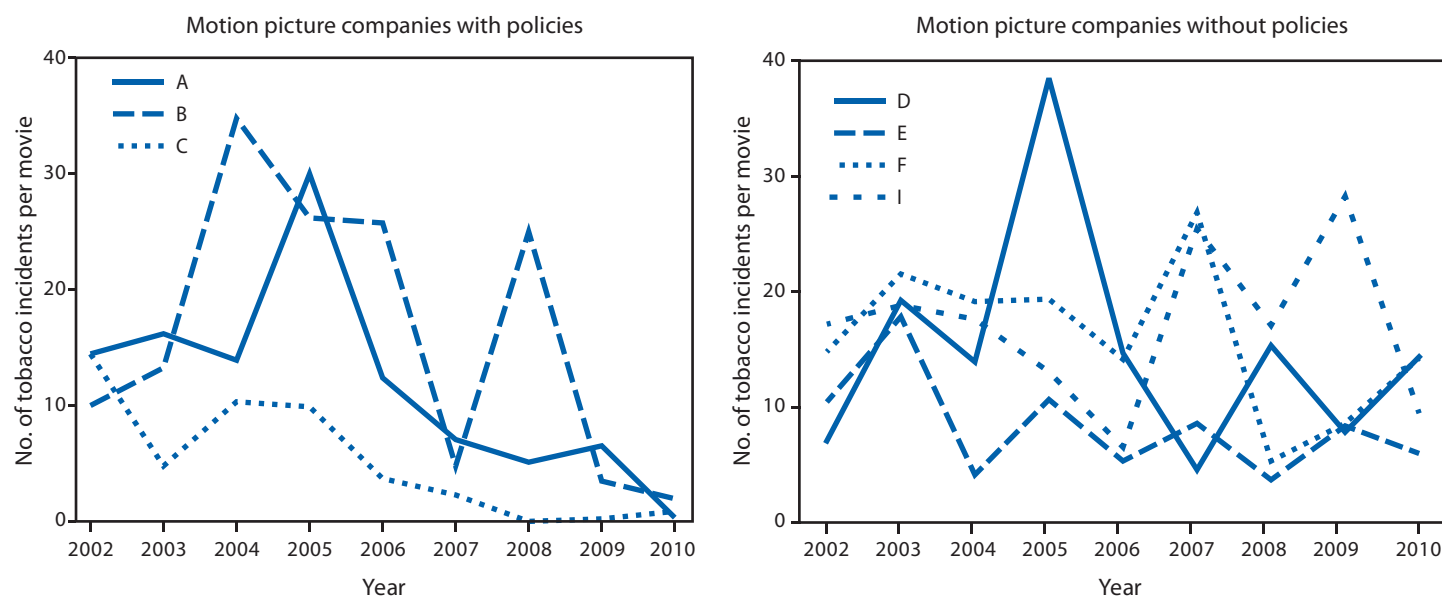 Motion picture companies with policies
No. of tobacco incidents per movie
40
30
20
10
0
A
B
C
2002 2003 2004 2005 2006 2007 2008 2009 2010
Year
Motion picture companies without policies
No. of tobacco incidents per movie
40
30
20
10
0
D
E
F
I
2002 2003 2004 2005 2006 2007 2008 2009 2010
Year